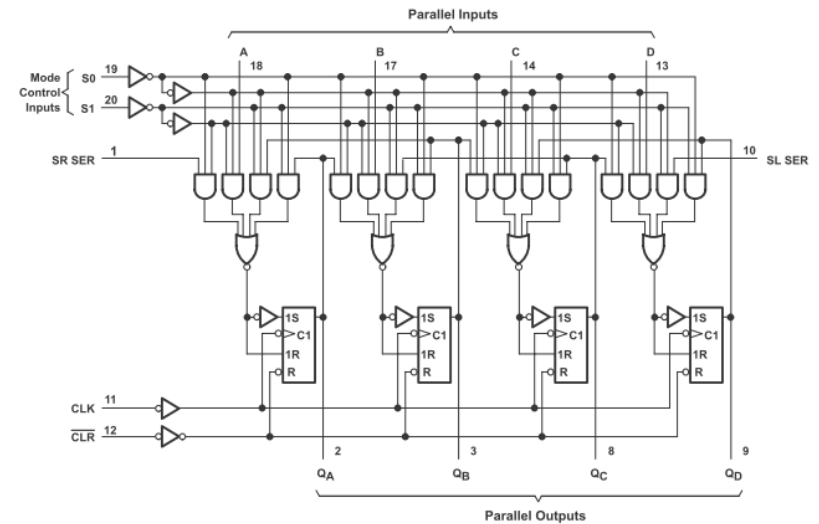 Parallel Inputs
A B C D
18 17 14 13
Mode Control Inputs
S0 19
S1 20
SR SER 1
10 SL SER
1S 1S 1S 1S
C1 C1 C1 C1
1R 1R 1R 1R
R R R R
CLK 11
CLR 12
2 3 8 9
QA QB QC QD
Parallel Outputs